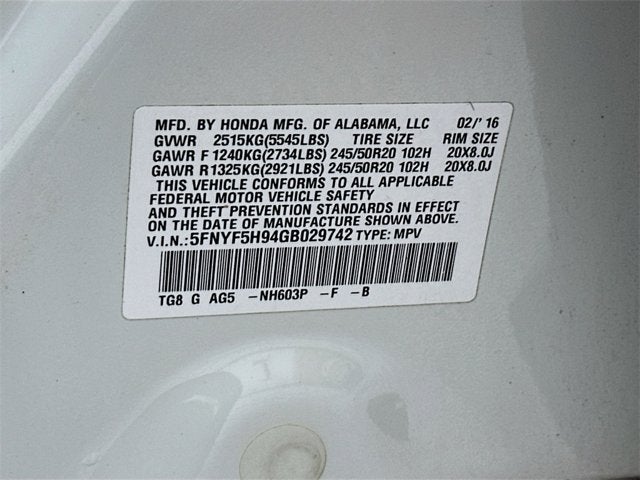 MFD. BY HONDA MFG. OF ALABAMA, LLC 02/'16
GVWR 2515KG(5545LBS) TIRE SIZE RIM SIZE
GAWR F 1240KG(2734LBS) 245/50R20 102H 20X8.0J
GAWR R 1325KG(2921LBS) 245/50R20 102H 20X8.0J
THIS VEHICLE CONFORMS TO ALL APPLICABLE
FEDERAL MOTOR VEHICLE SAFETY
AND THEFT PREVENTION STANDARDS IN EFFECT
ON THE DATE OF MANUFACTURE SHOWN ABOVE.
V.I.N.:5FNYF5H94GB029742 TYPE: MPV
TG8 G AG5 -NH603P -F -B